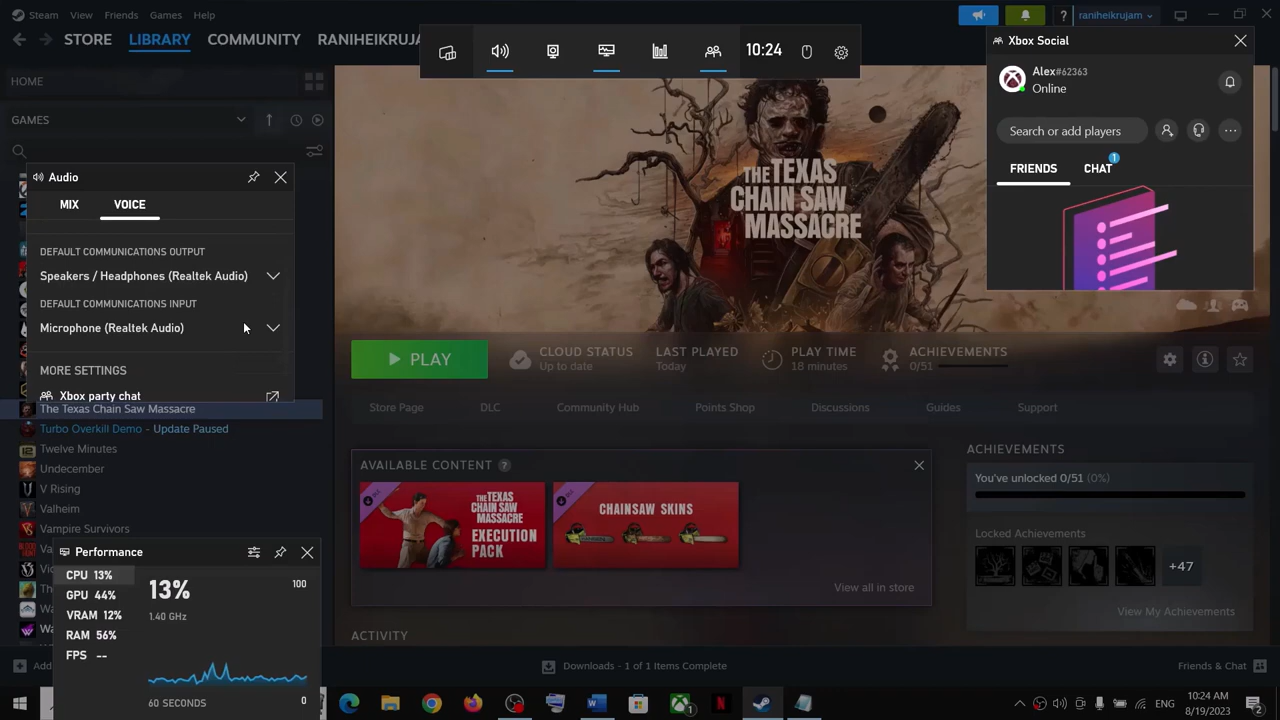 Steam
View
Friends
Games
Help
raniheikrujam
STORE
LIBRARY
COMMUNITY
RANIHEIKRUJA
10:24
HOME
GAMES
Audio
MIX
VOICE
DEFAULT COMMUNICATIONS OUTPUT
Speakers / Headphones (Realtek Audio)
DEFAULT COMMUNICATIONS INPUT
Microphone (Realtek Audio)
MORE SETTINGS
Xbox party chat
The Texas Chain Saw Massacre
Turbo Overkill Demo - Update Paused
Twelve Minutes
Undecember
V Rising
Valheim
Vampire Survivors
Performance
CPU 13%
GPU 44%
VRAM 12%
RAM 56%
FPS --
13%
1.40 GHz
100
60 SECONDS
0
THE
TEXAS
CHAIN SAW
MASSACRE
Xbox Social
Alex#62363
Online
Search or add players
FRIENDS
CHAT
1
PLAY
CLOUD STATUS
Up to date
LAST PLAYED
Today
PLAY TIME
18 minutes
ACHIEVEMENTS
0/51
Store Page
DLC
Community Hub
Points Shop
Discussions
Guides
Support
AVAILABLE CONTENT ?
DLC
THE
TEXAS
CHAIN SAW
MASSACRE
EXECUTION
PACK
DLC
CHAINSAW SKINS
View all in store
ACHIEVEMENTS
You've unlocked 0/51 (0%)
Locked Achievements
+47
View My Achievements
ACTIVITY
Downloads - 1 of 1 Items Complete
Friends & Chat
1
N
ENG
10:24 AM
8/19/2023
2